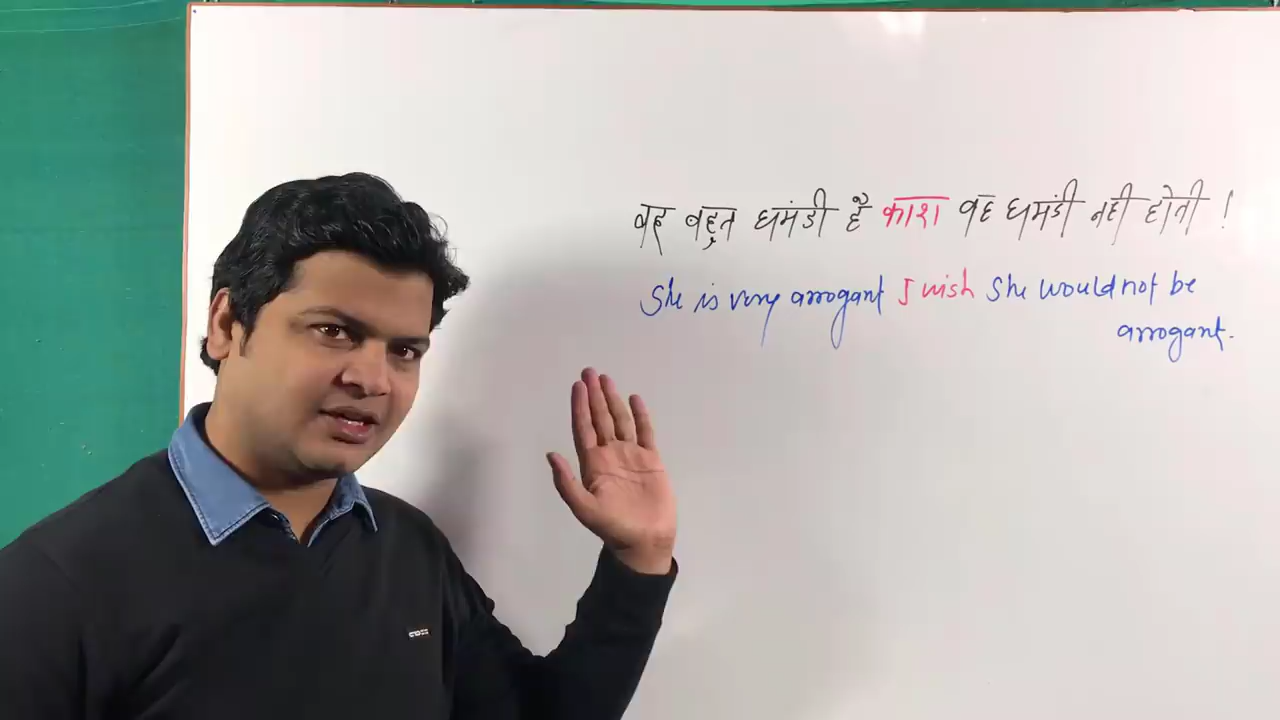 वह बहुत घमंडी है काश वह घमंडी नही होती !
She is very arrogant I wish She would not be
arrogant.